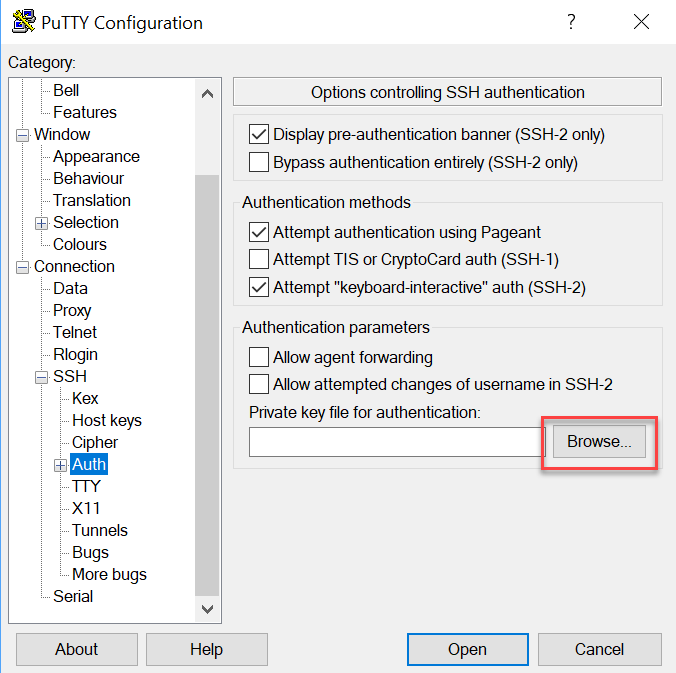 PuTTY Configuration
?
Category:
Bell
Features
Window
Appearance
Behaviour
Translation
Selection
Colours
Connection
Data
Proxy
Telnet
Rlogin
SSH
Kex
Host keys
Cipher
Auth
TTY
X11
Tunnels
Bugs
More bugs
Serial
Options controlling SSH authentication
Display pre-authentication banner (SSH-2 only)
Bypass authentication entirely (SSH-2 only)
Authentication methods
Attempt authentication using Pageant
Attempt TIS or CryptoCard auth (SSH-1)
Attempt "keyboard-interactive" auth (SSH-2)
Authentication parameters
Allow agent forwarding
Allow attempted changes of username in SSH-2
Private key file for authentication:
Browse...
About
Help
Open
Cancel